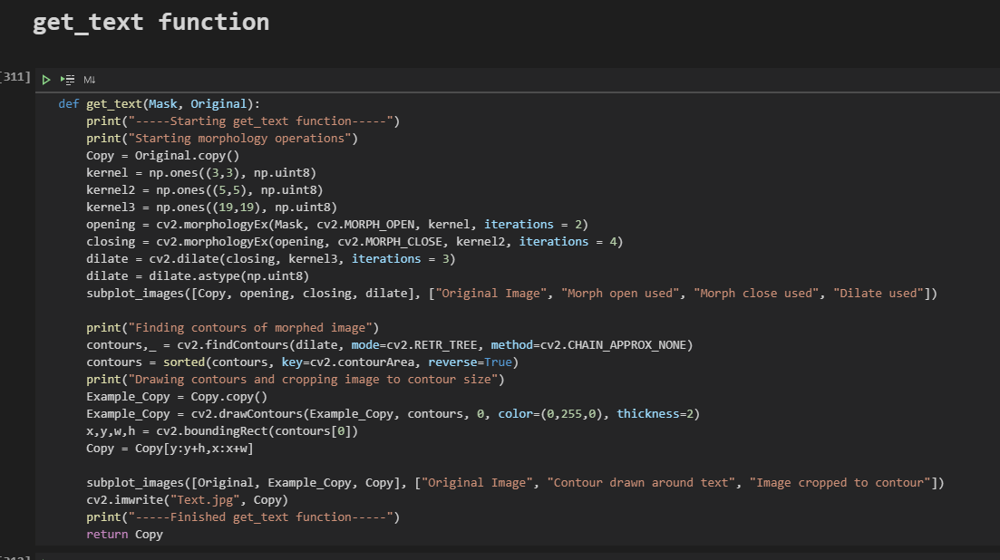 get_text function
[311]
M↓
def get_text(Mask, Original):
    print("-----Starting get_text function-----")
    print("Starting morphology operations")
    Copy = Original.copy()
    kernel = np.ones((3,3), np.uint8)
    kernel2 = np.ones((5,5), np.uint8)
    kernel3 = np.ones((19,19), np.uint8)
    opening = cv2.morphologyEx(Mask, cv2.MORPH_OPEN, kernel, iterations = 2)
    closing = cv2.morphologyEx(opening, cv2.MORPH_CLOSE, kernel2, iterations = 4)
    dilate = cv2.dilate(closing, kernel3, iterations = 3)
    dilate = dilate.astype(np.uint8)
    subplot_images([Copy, opening, closing, dilate], ["Original Image", "Morph open used", "Morph close used", "Dilate used"])

    print("Finding contours of morphed image")
    contours,_ = cv2.findContours(dilate, mode=cv2.RETR_TREE, method=cv2.CHAIN_APPROX_NONE)
    contours = sorted(contours, key=cv2.contourArea, reverse=True)
    print("Drawing contours and cropping image to contour size")
    Example_Copy = Copy.copy()
    Example_Copy = cv2.drawContours(Example_Copy, contours, 0, color=(0,255,0), thickness=2)
    x,y,w,h = cv2.boundingRect(contours[0])
    Copy = Copy[y:y+h,x:x+w]

    subplot_images([Original, Example_Copy, Copy], ["Original Image", "Contour drawn around text", "Image cropped to contour"])
    cv2.imwrite("Text.jpg", Copy)
    print("-----Finished get_text function-----")
    return Copy